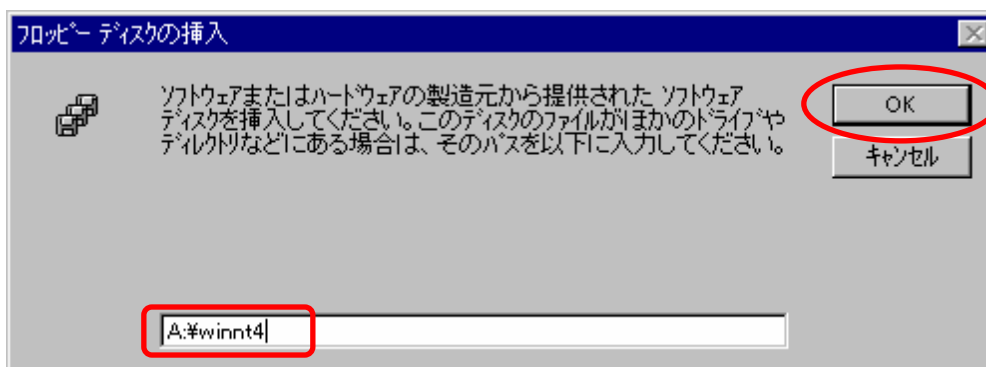 フロッピー ディスクの挿入
ソフトウェアまたはハードウェアの製造元から提供された ソフトウェア
ディスクを挿入してください。このディスクのファイルがほかのドライブや
ディレクトリなどにある場合は、そのパスを以下に入力してください。
OK
キャンセル
A:¥winnt4